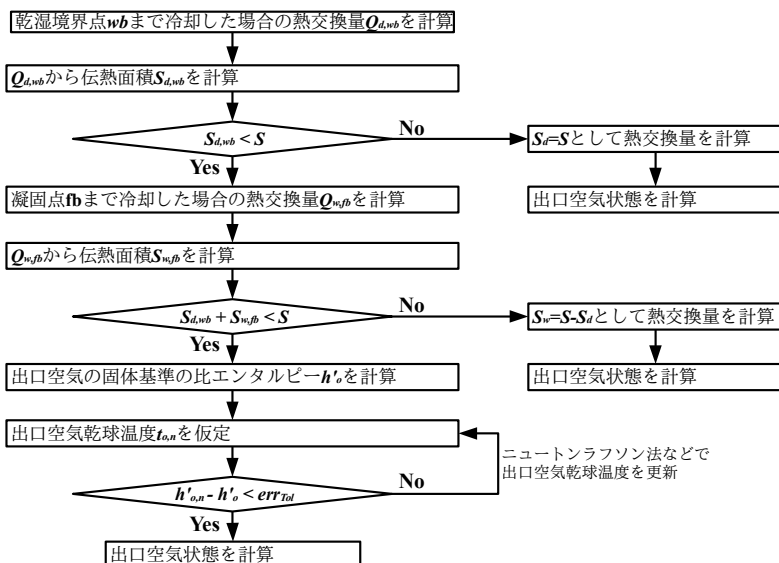 乾湿境界点wbまで冷却した場合の熱交換量Qd,wbを計算
Qd,wbから伝熱面積Sd,wbを計算
Sd,wb < S
No
Sd=Sとして熱交換量を計算
Yes
出口空気状態を計算
凝固点fbまで冷却した場合の熱交換量Qw,fbを計算
Qw,fbから伝熱面積Sw,fbを計算
Sd,wb + Sw,fb < S
No
Sw=S-Sdとして熱交換量を計算
Yes
出口空気状態を計算
出口空気の固体基準の比エンタルピーh'oを計算
出口空気乾球温度to,nを仮定
ニュートンラフソン法などで
出口空気乾球温度を更新
h'o,n - h'o < errTol
No
Yes
出口空気状態を計算